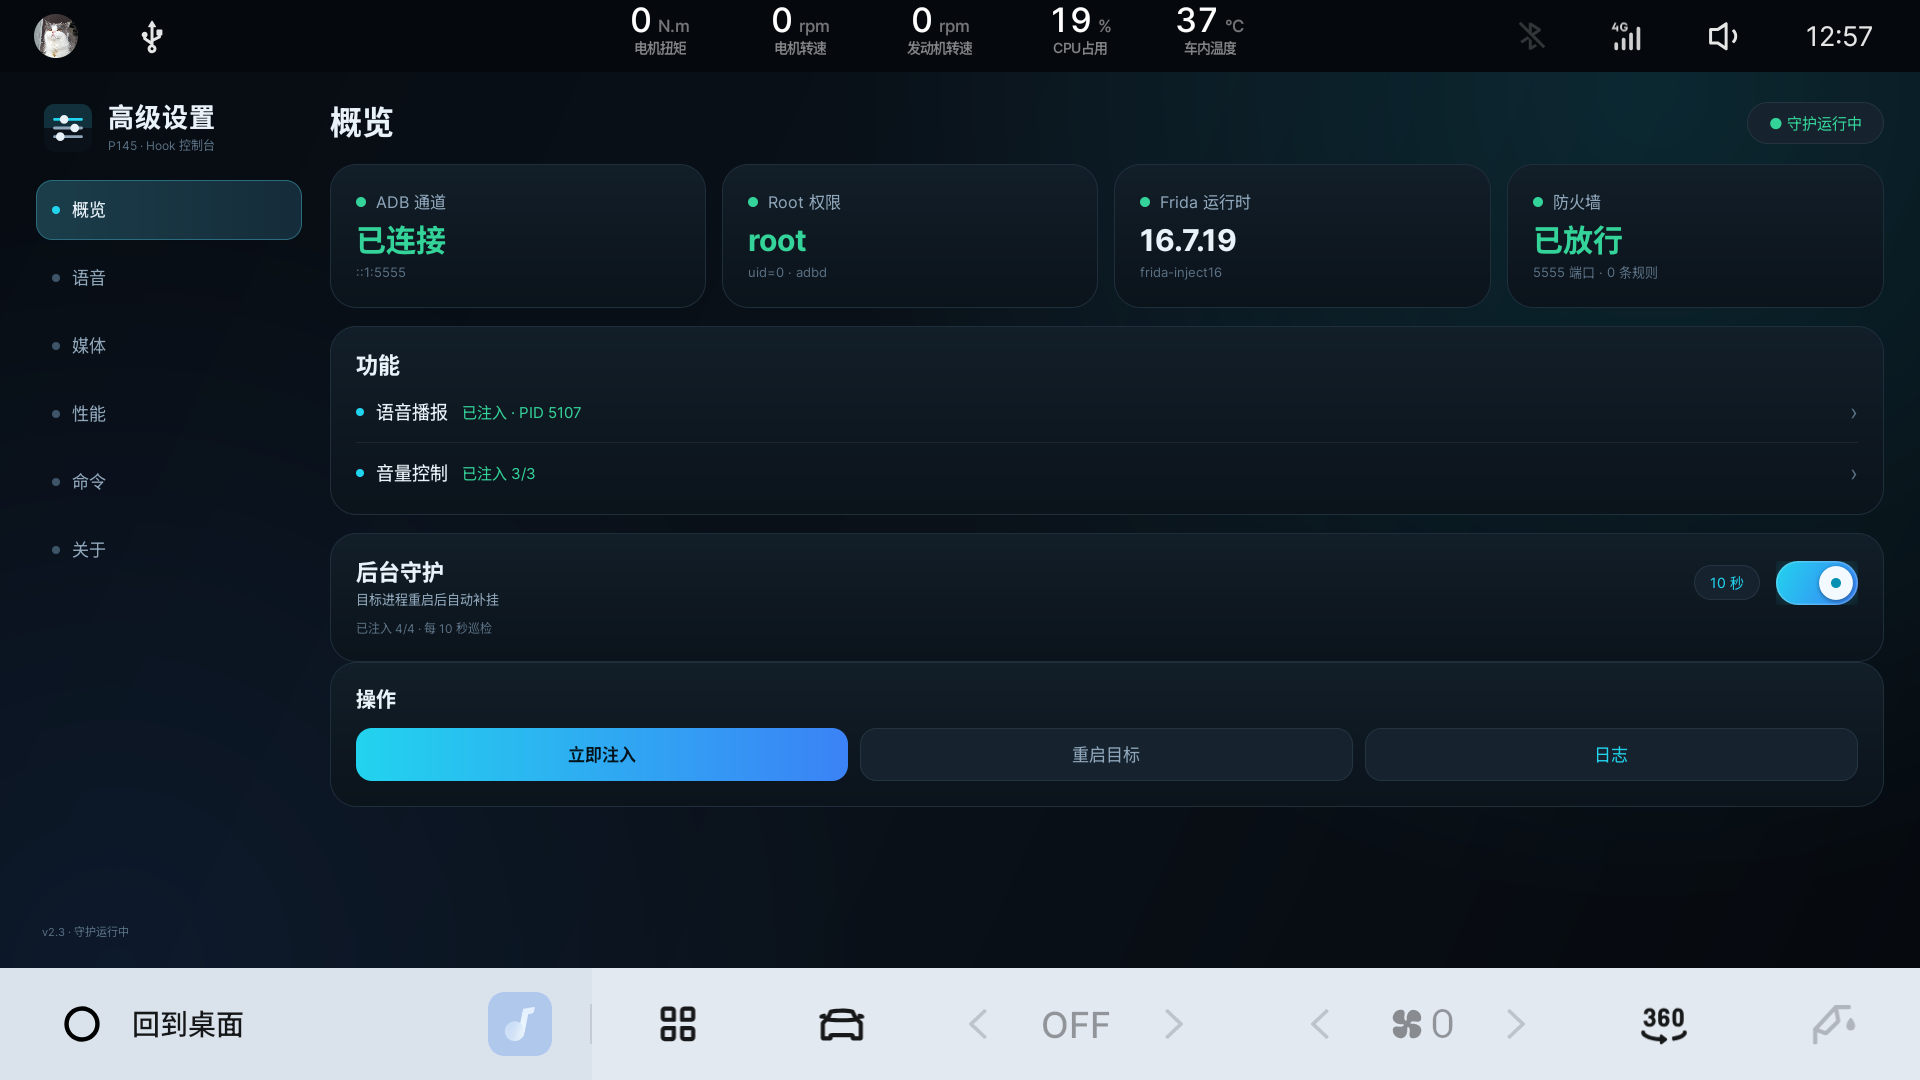 0 N.m
电机扭矩
0 rpm
电机转速
0 rpm
发动机转速
19 %
CPU占用
37 °C
车内温度
4G
12:57
高级设置
P145 · Hook 控制台
概览
语音
媒体
性能
命令
关于
v2.3 · 守护运行中
概览
守护运行中
ADB 通道
已连接
::1:5555
Root 权限
root
uid=0 · adbd
Frida 运行时
16.7.19
frida-inject16
防火墙
已放行
5555 端口 · 0 条规则
功能
语音播报 已注入 · PID 5107
音量控制 已注入 3/3
后台守护
目标进程重启后自动补挂
已注入 4/4 · 每 10 秒巡检
10 秒
操作
立即注入
重启目标
日志
回到桌面
OFF
0
360